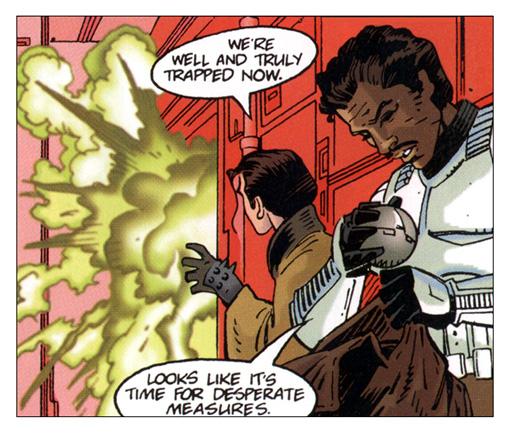 WE'RE
WELL AND TRULY
TRAPPED NOW.
LOOKS LIKE IT'S
TIME FOR DESPERATE
MEASURES.